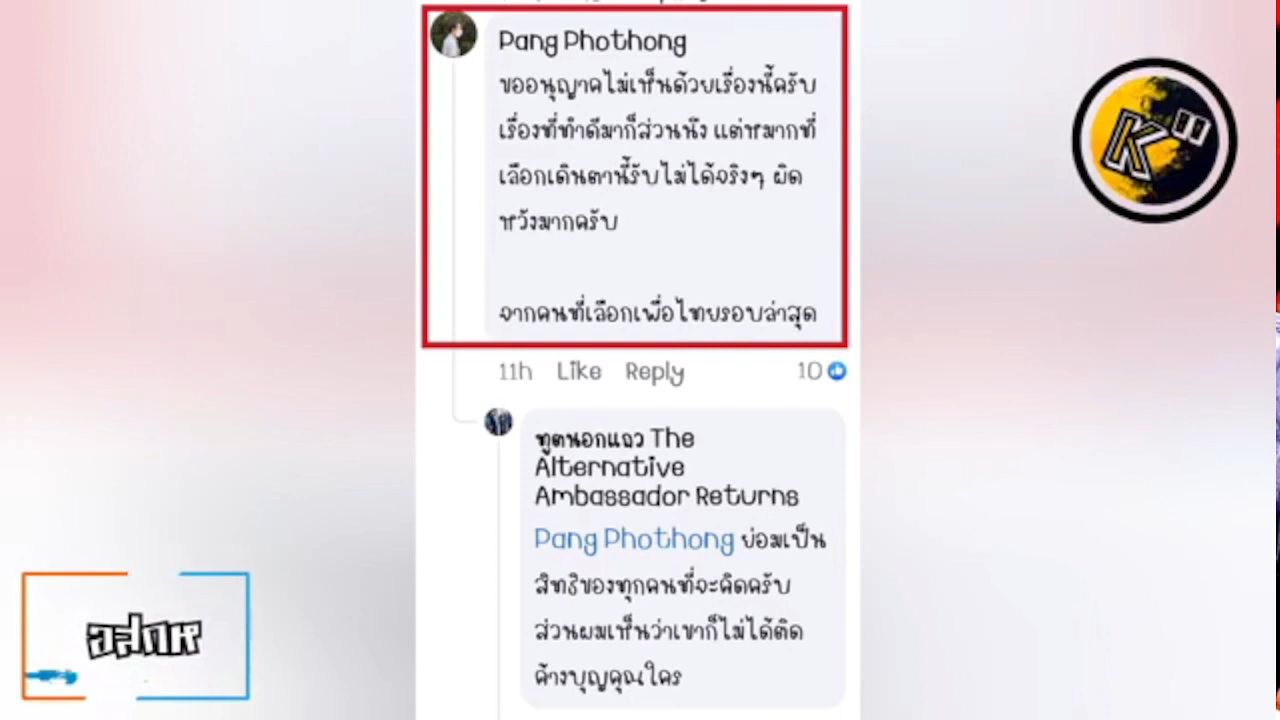 Pang Phothong
ขออนุญาคไม่เห็นด้วยเรื่องนี้ครับ
เรื่องที่ทำดีมาก็ส่วนนึง แต่หมากที่
เลือกเดินตานี้รับไม่ได้จริงๆ ผิด
หวังมากครับ
จากคนที่เลือกเพื่อไทยรอบล่าสุด
11h Like Reply 10
ทูตนอกแถว The
Alternative
Ambassador Returns
Pang Phothong ย่อมเป็น
สิทธิของทุกคนที่จะคิดครับ
ส่วนผมเห็นว่าเขาก็ไม่ได้ติด
ค้างบุญคุณใคร
K"
อสกห